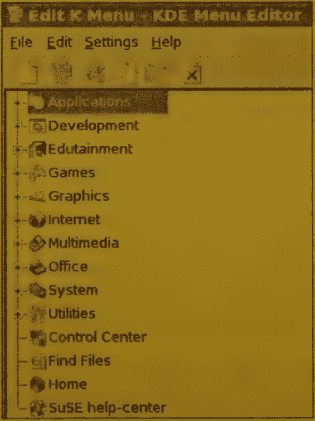 Edit K Menu - KDE Menu Editor
File Edit Settings Help
Applications
Development
Edutainment
Games
Graphics
Internet
Multimedia
Office
System
Utilities
Control Center
Find Files
Home
SuSE help-center